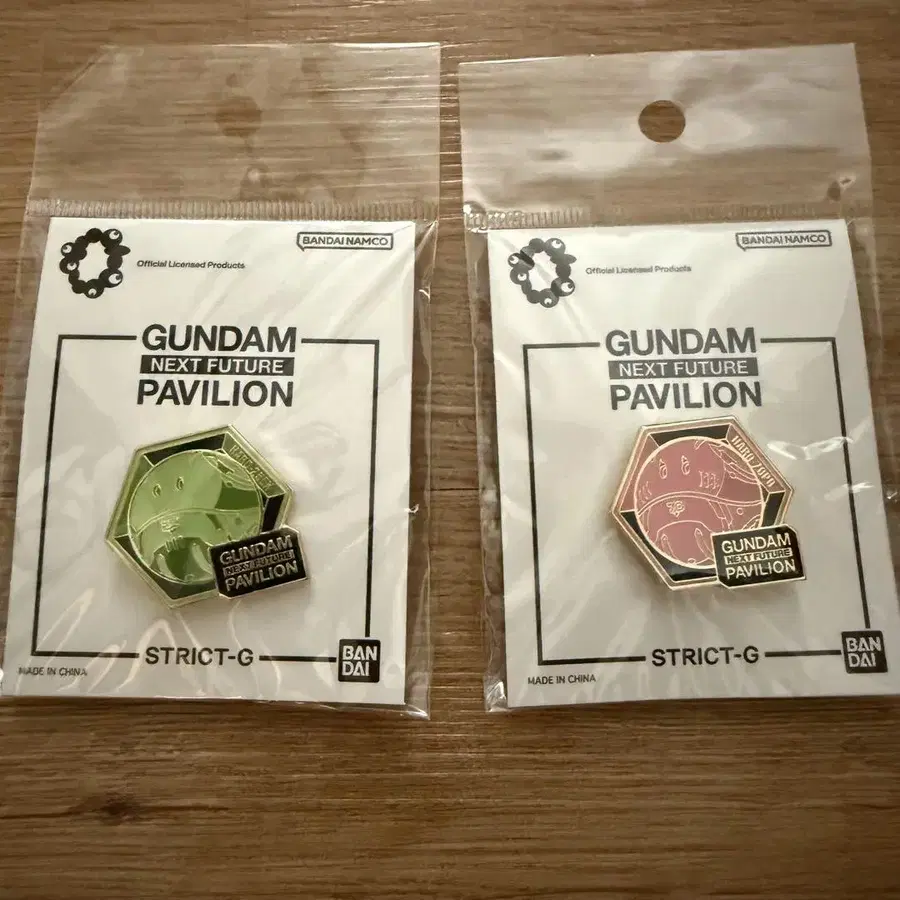 BANDAI NAMCO
Official Licensed Products
GUNDAM
NEXT FUTURE
PAVILION
GUNDAM
NEXT FUTURE
PAVILION
STRICT-G
BAN
DAI
MADE IN CHINA
BANDAI NAMCO
Official Licensed Products
GUNDAM
NEXT FUTURE
PAVILION
GUNDAM
NEXT FUTURE
PAVILION
STRICT-G
BAN
DAI
MADE IN CHINA